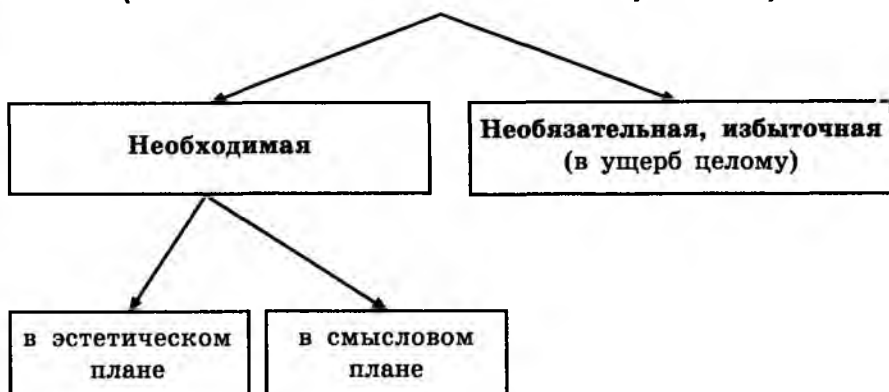 Необходимая
Необязательная, избыточная
(в ущерб целому)
в эстетическом
плане
в смысловом
плане